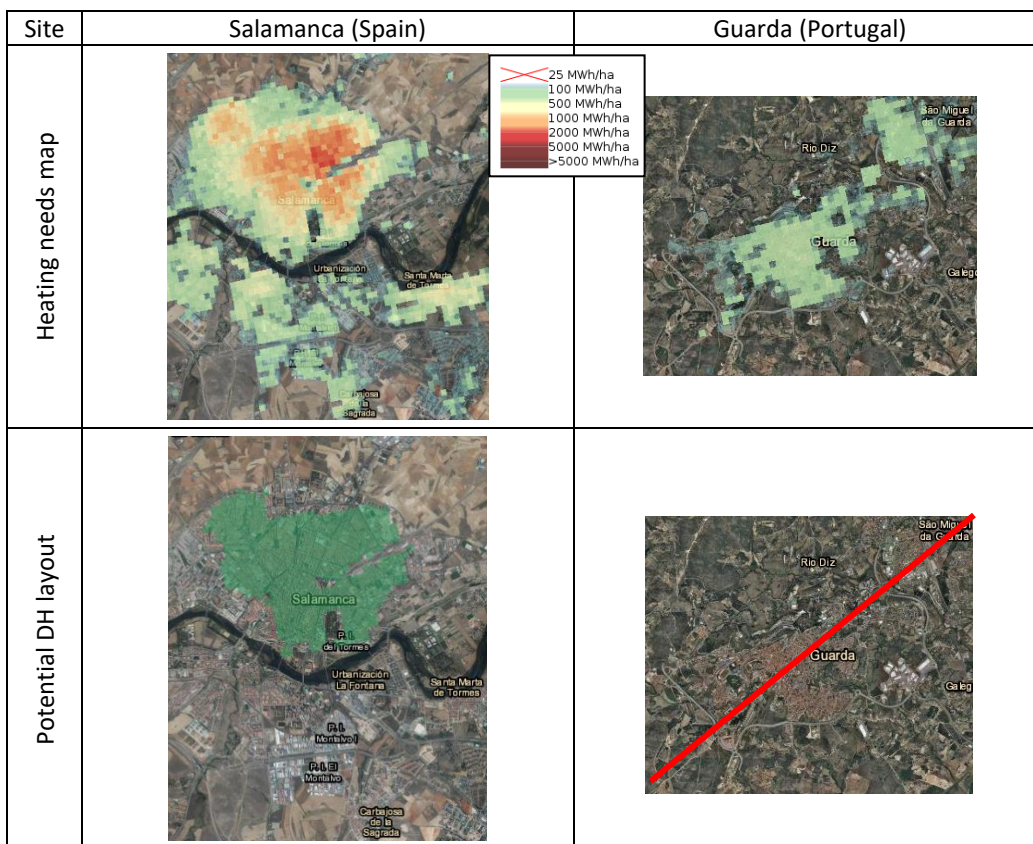 Site
Salamanca (Spain)
Guarda (Portugal)
Heating needs map
Salamanca
Urbanización
Santa Marta
de Tormes
Carbajosa
de la
Sagrada
25 MWh/ha
100 MWh/ha
500 MWh/ha
1000 MWh/ha
2000 MWh/ha
5000 MWh/ha
>5000 MWh/ha
São Miguel
da Guarda
Rio Diz
Guarda
Galego
Potential DH layout
Salamanca
P. I.
del Tormes
Urbanización
La Fontana
Santa Marta
de Tormes
P. I.
Montalvo I
P. I. El
Montalvo
Carbajosa
de la
Sagrada
São Miguel
da Guarda
Rio Diz
Guarda
Galeg